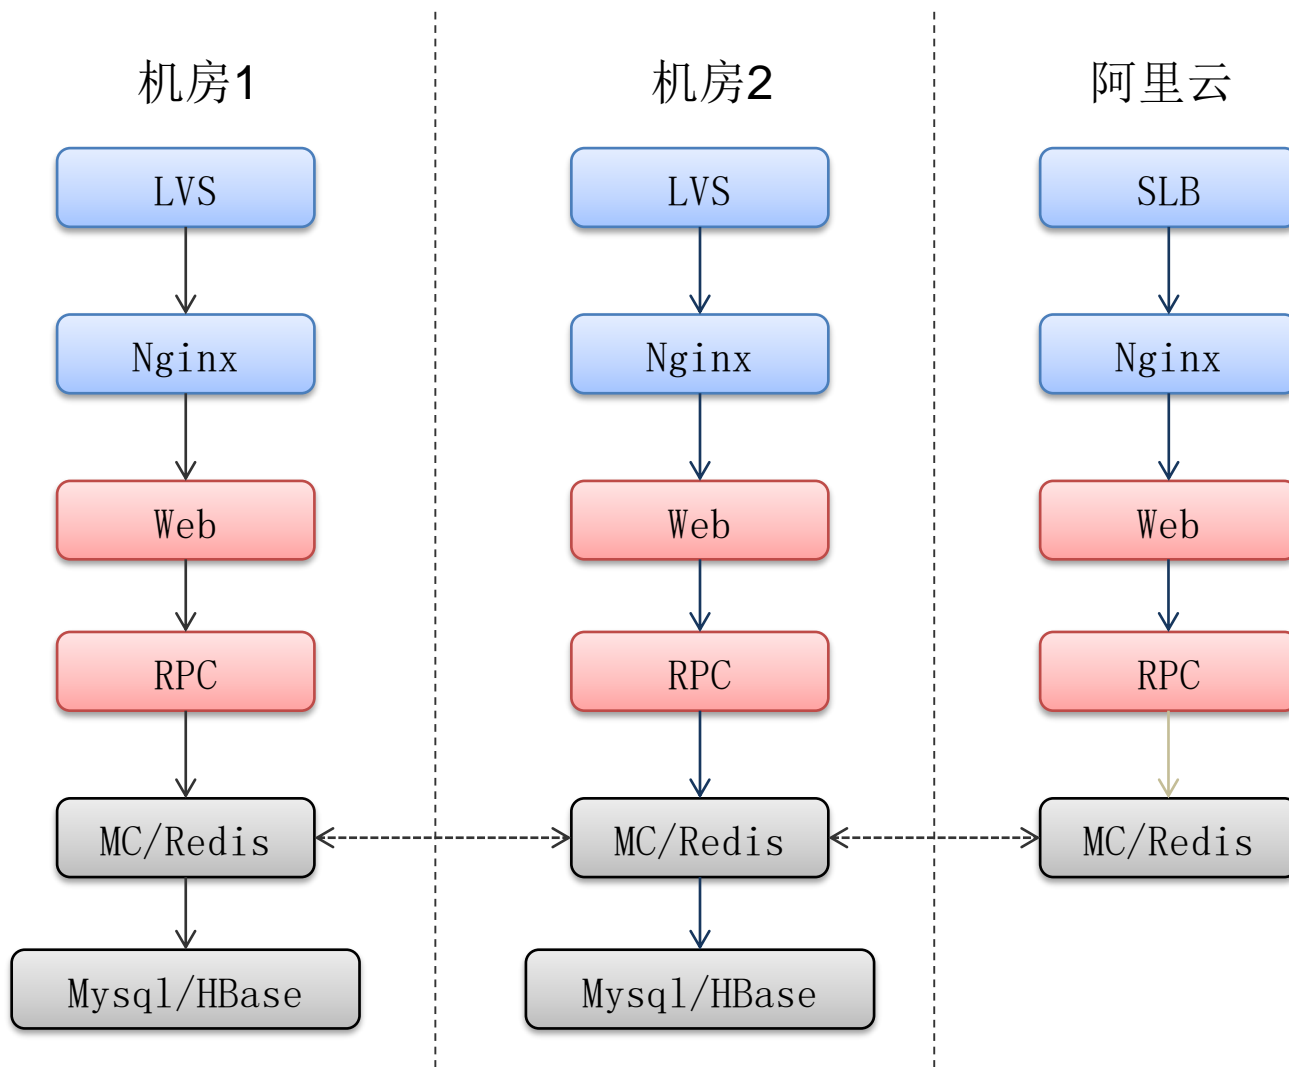 机房1
机房2
阿里云
LVS
LVS
SLB
Nginx
Nginx
Nginx
Web
Web
Web
RPC
RPC
RPC
MC/Redis
MC/Redis
MC/Redis
Mysql/HBase
Mysql/HBase